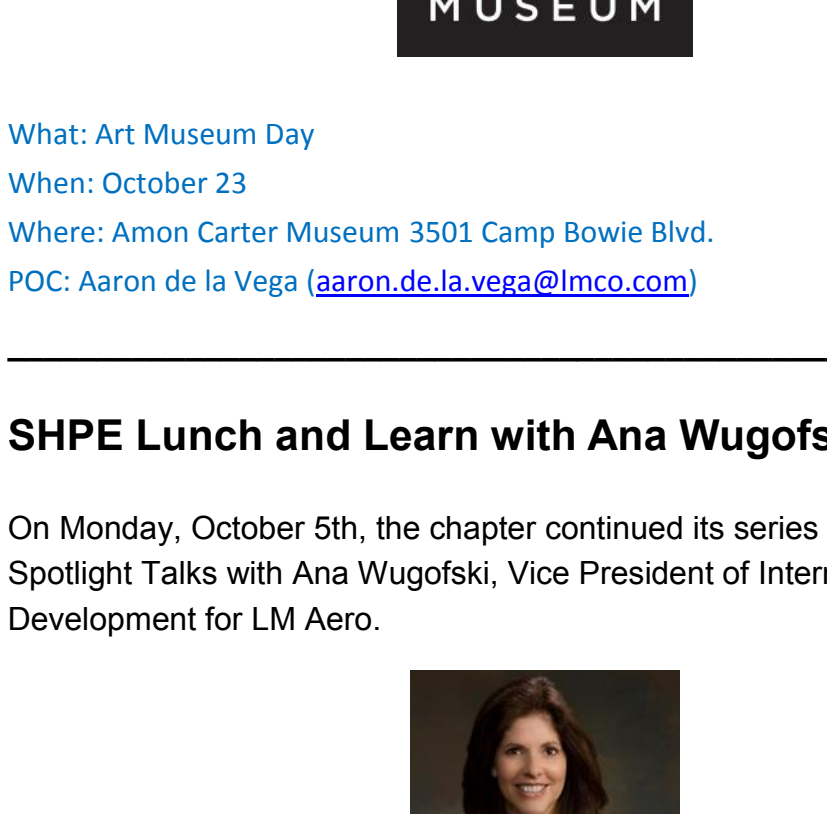 MUSEUM
What: Art Museum Day
When: October 23
Where: Amon Carter Museum 3501 Camp Bowie Blvd.
POC: Aaron de la Vega (aaron.de.la.vega@lmco.com)
SHPE Lunch and Learn with Ana
On Monday, October 5th, the chapter continued its series
Spotlight Talks with Ana Wugofski, Vice President of
Development for LM Aero.